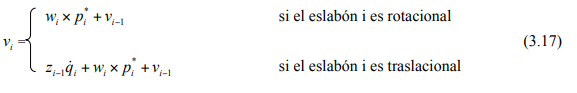 v_i = { w_i × p_i^* + v_{i-1} si el eslabón i es rotacional
z_{i-1} q̇_i + w_i × p_i^* + v_{i-1} si el eslabón i es traslacional (3.17)